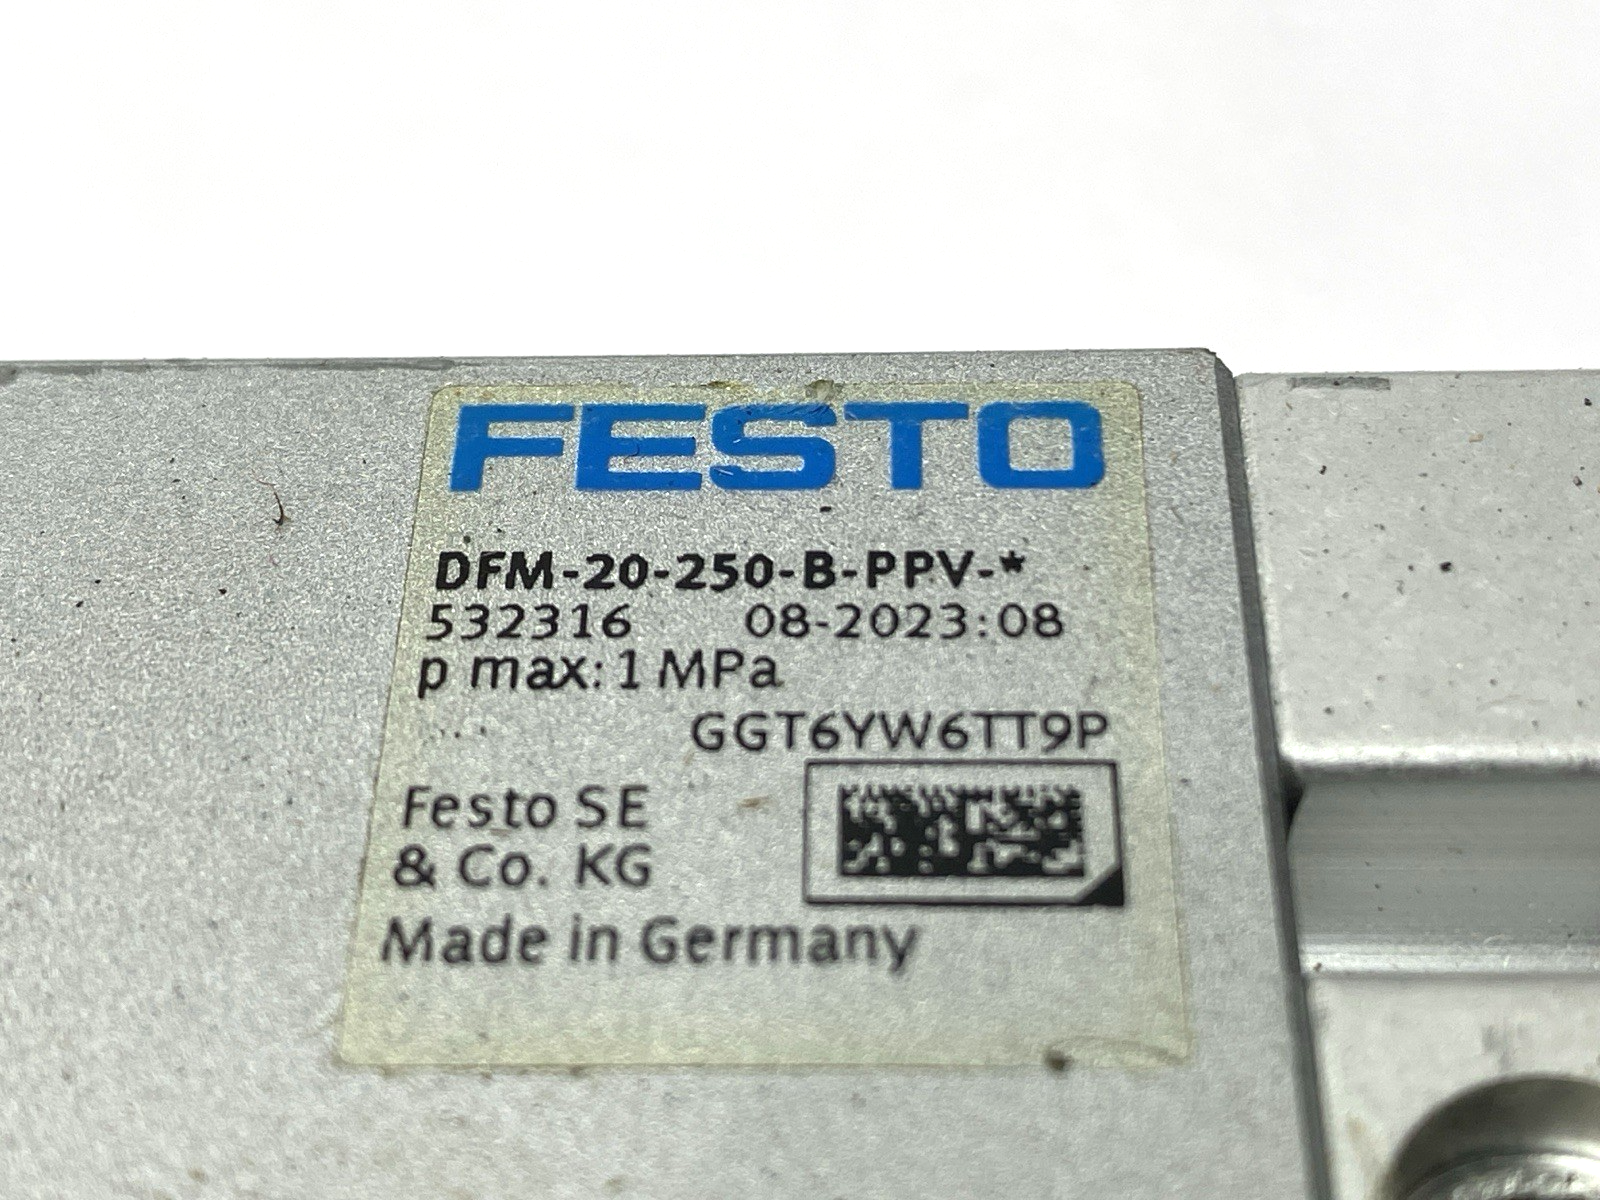 FESTO
DFM-20-250-B-PPV-*
532316 08-2023:08
p max: 1 MPa
GGT6YW6TT9P
Festo SE
& Co. KG
Made in Germany